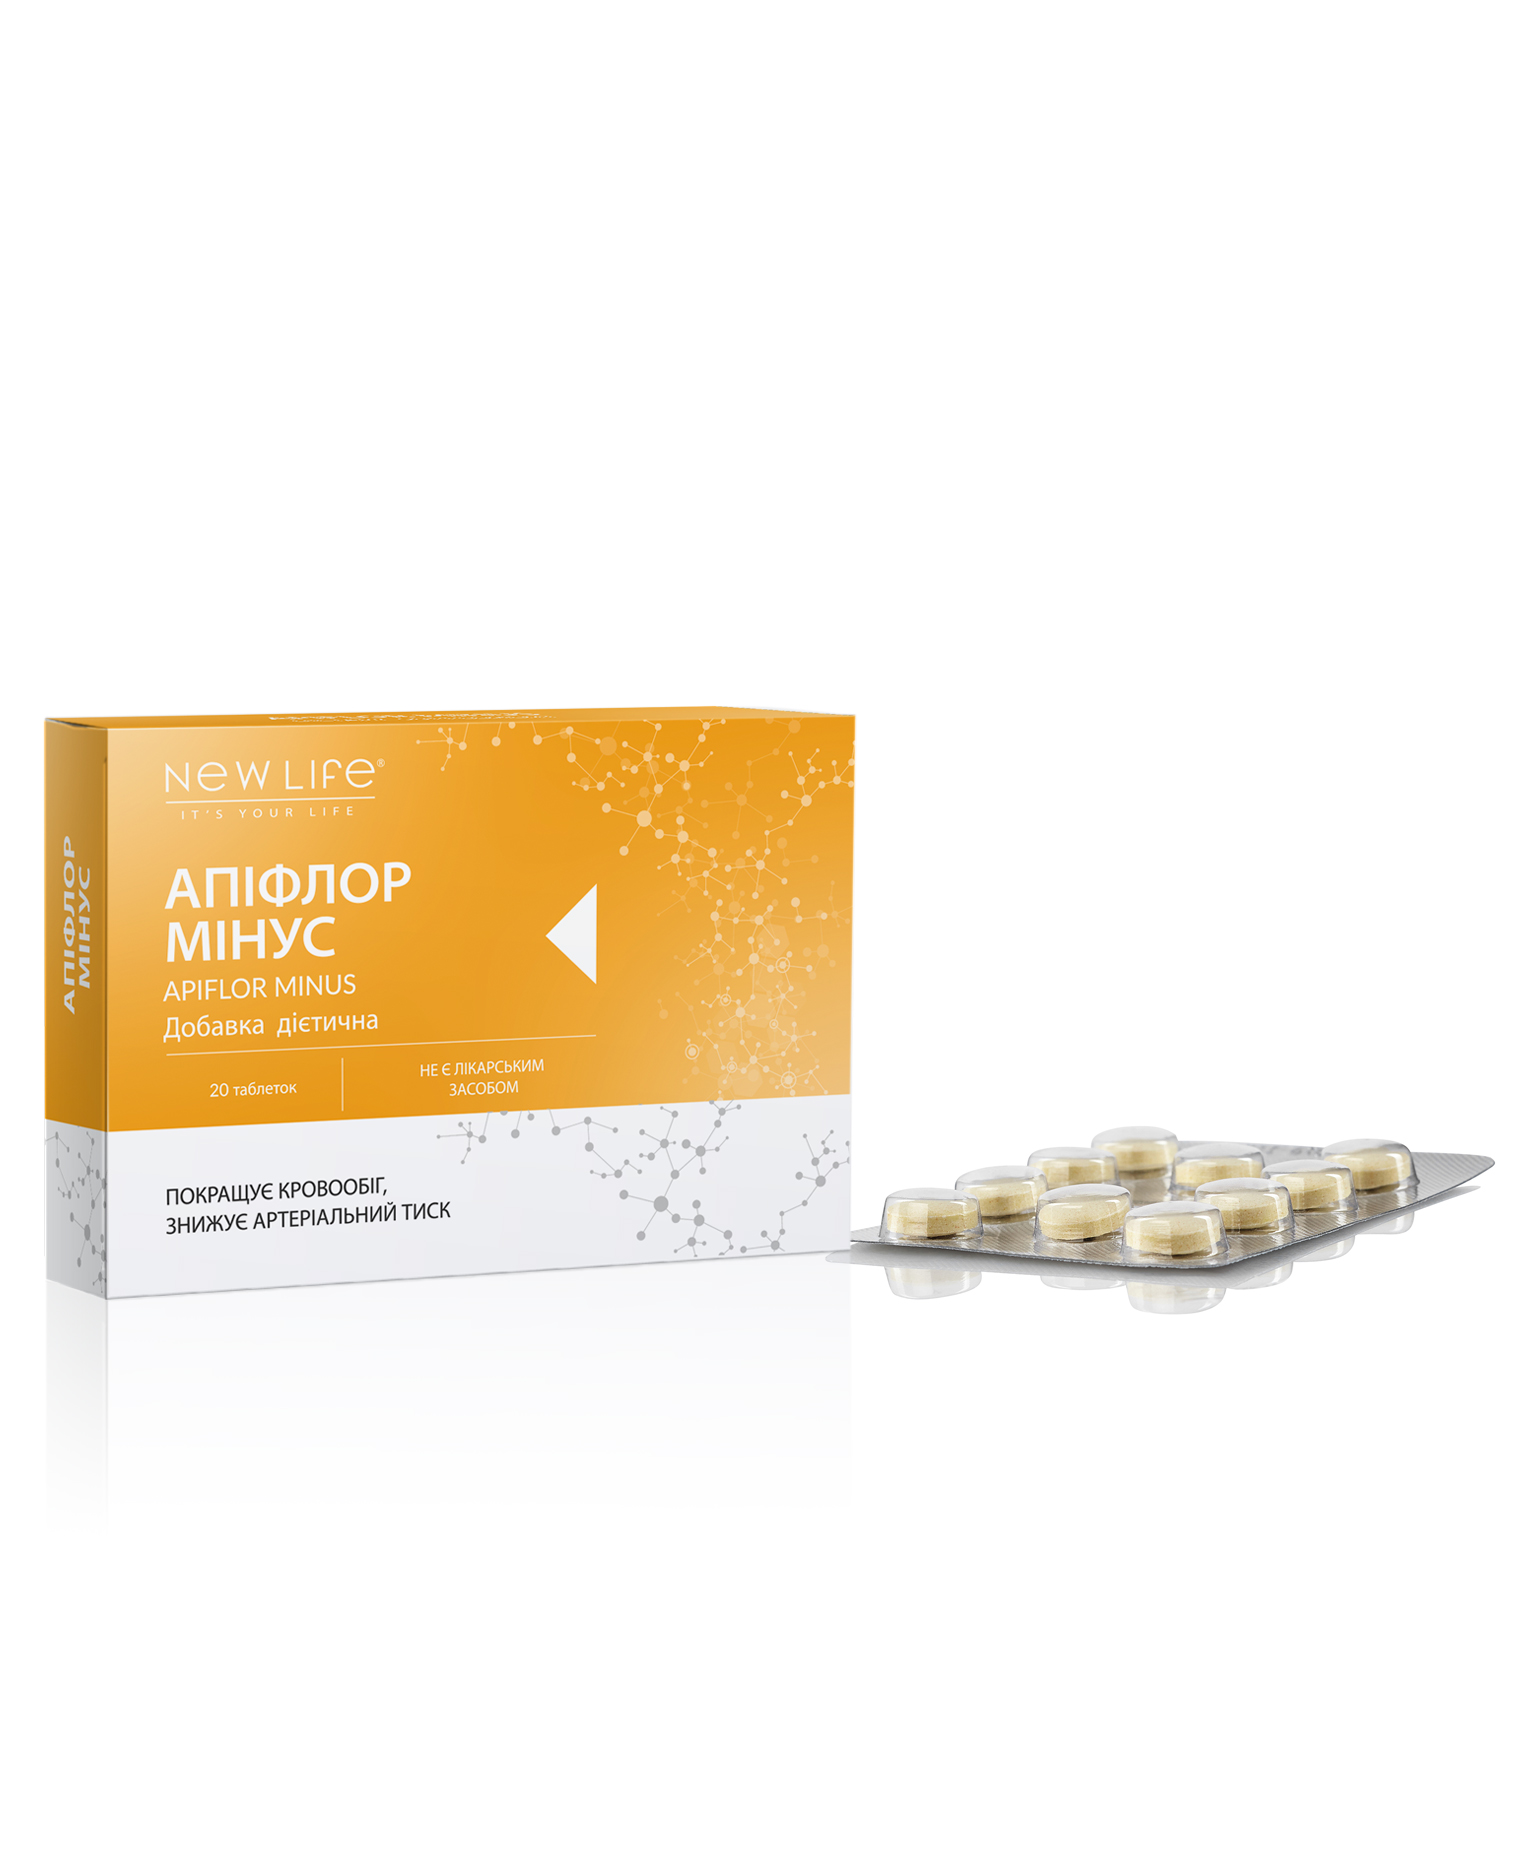 NEW LIFE®
IT'S YOUR LIFE
АПІФЛОР
МІНУС
APIFLOR MINUS
Добавка дієтична
20 таблеток
НЕ Є ЛІКАРСЬКИМ
ЗАСОБОМ
ПОКРАЩУЄ КРОВООБІГ,
ЗНИЖУЄ АРТЕРІАЛЬНИЙ ТИСК
АПІФЛОР
МІНУС